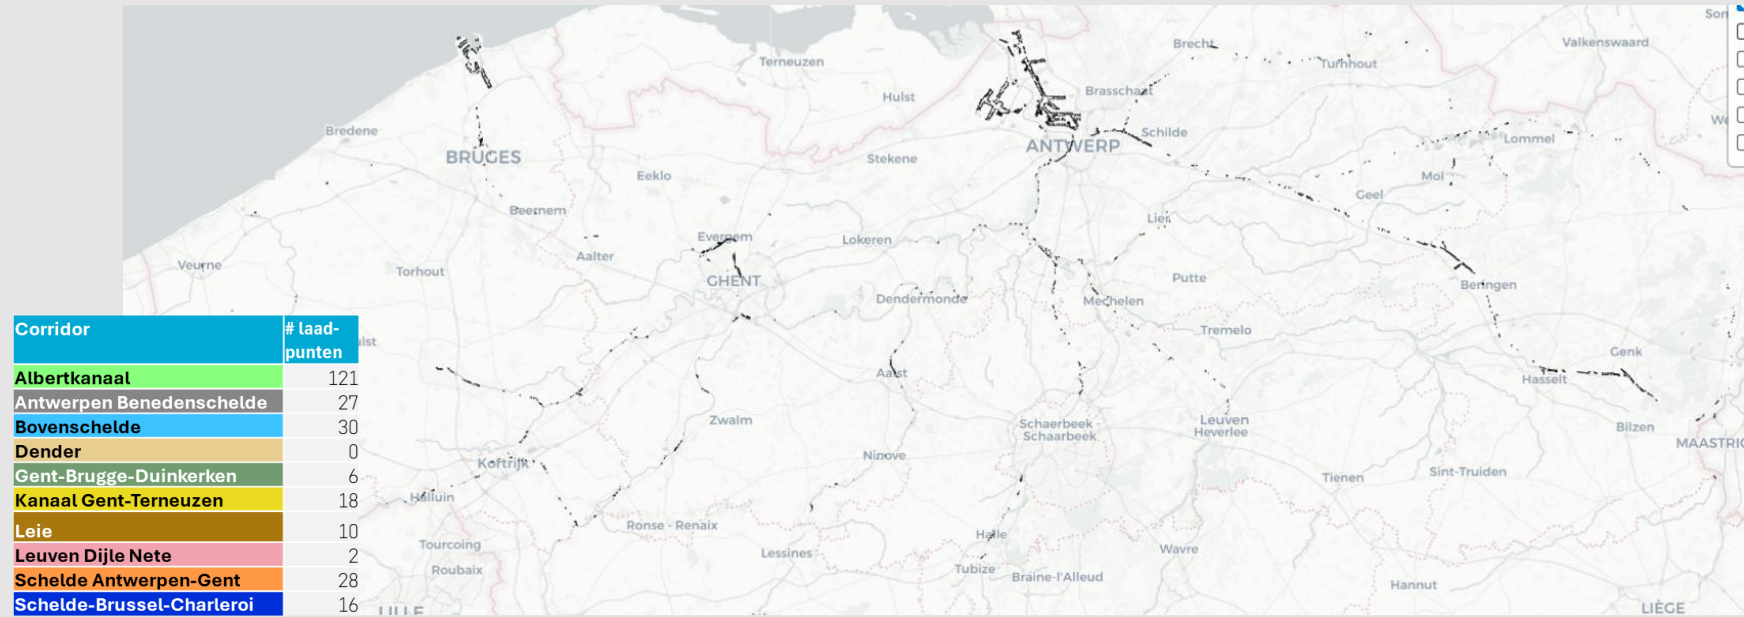 Son
Valkenswaard
Brecht
Terneuzen
Turnhout
Hulst
Brasschaat
Bredene
Schilde
Lommel
BRUGES
ANTWERP
Stekene
Eeklo
Mol
Geel
Beernem
Lier
Evergem
Lokeren
Aalter
Veurne
Torhout
GHENT
Putte
Beringen
Dendermonde
Mechelen
Tremelo
Genk
Aalst
Hasselt
Zwalm
Schaerbeek -
Schaarbeek
Leuven
Heverlee
Bilzen
MAASTRIC
Ninove
Kortrijk
Sint-Truiden
Tienen
Halluin
Ronse - Renaix
Halle
Tourcoing
Lessines
Wavre
Roubaix
Tubize
Braine-l'Alleud
Hannut
LILLE
LIÈGE
Corridor # laad-
punten
Albertkanaal 121
Antwerpen Benedenschelde 27
Bovenschelde 30
Dender 0
Gent-Brugge-Duinkerken 6
Kanaal Gent-Terneuzen 18
Leie 10
Leuven Dijle Nete 2
Schelde Antwerpen-Gent 28
Schelde-Brussel-Charleroi 16